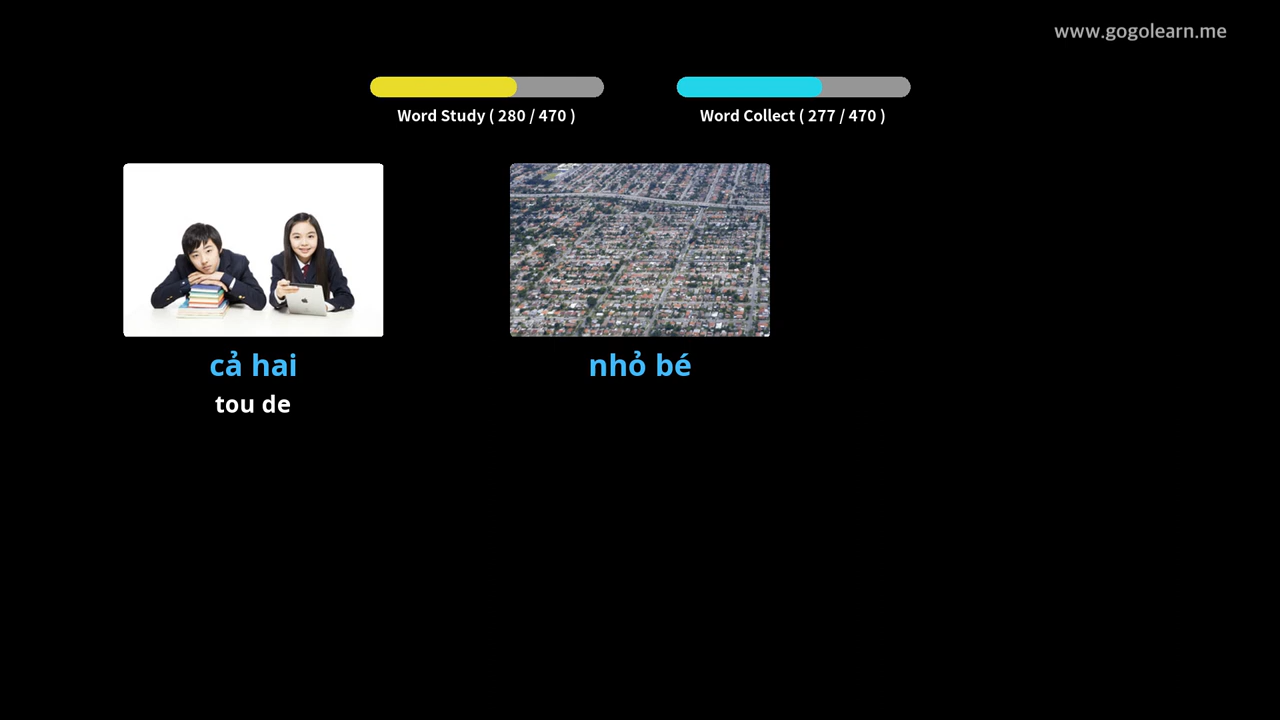 www.gogolearn.me
Word Study ( 280 / 470 )
Word Collect ( 277 / 470 )
cả hai
nhỏ bé
tou de